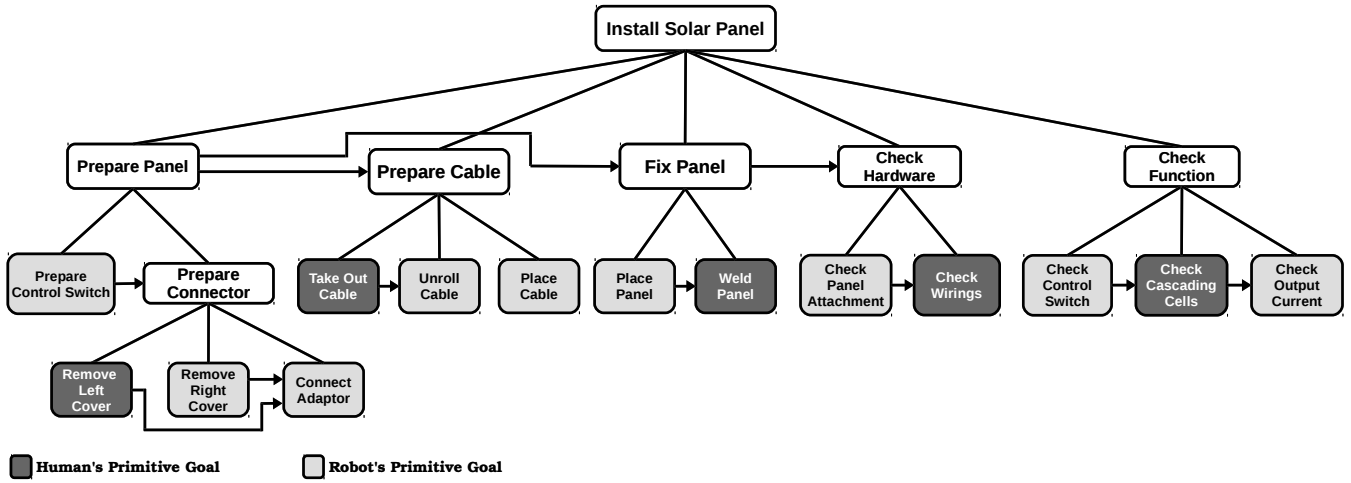 Install Solar Panel
Prepare Panel
Prepare Cable
Fix Panel
Check
Hardware
Check
Function
Prepare
Control Switch
Prepare
Connector
Take Out
Cable
Unroll
Cable
Place
Cable
Place
Panel
Weld
Panel
Check
Panel
Attachment
Check
Wirings
Check
Control
Switch
Check
Cascading
Cells
Check
Output
Current
Remove
Left
Cover
Remove
Right
Cover
Connect
Adaptor
Human's Primitive Goal
Robot's Primitive Goal